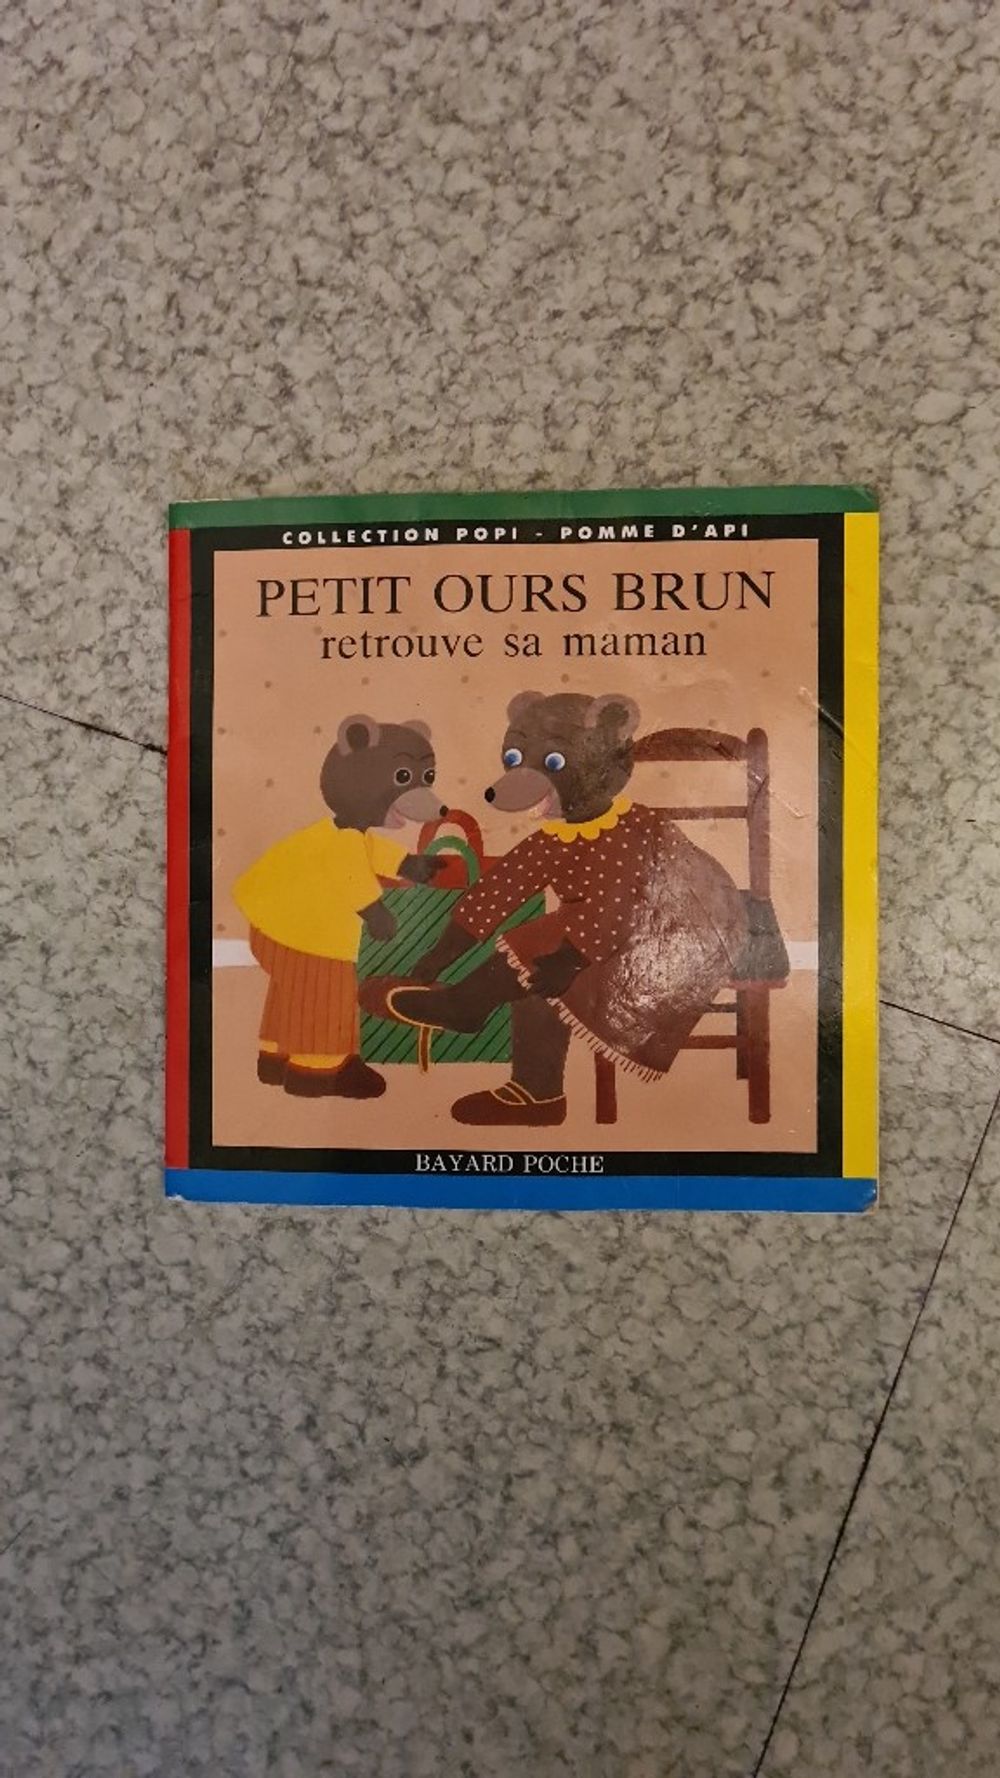 COLLECTION POPI - POMME D'API
PETIT OURS BRUN
retrouve sa maman
BAYARD POCHE